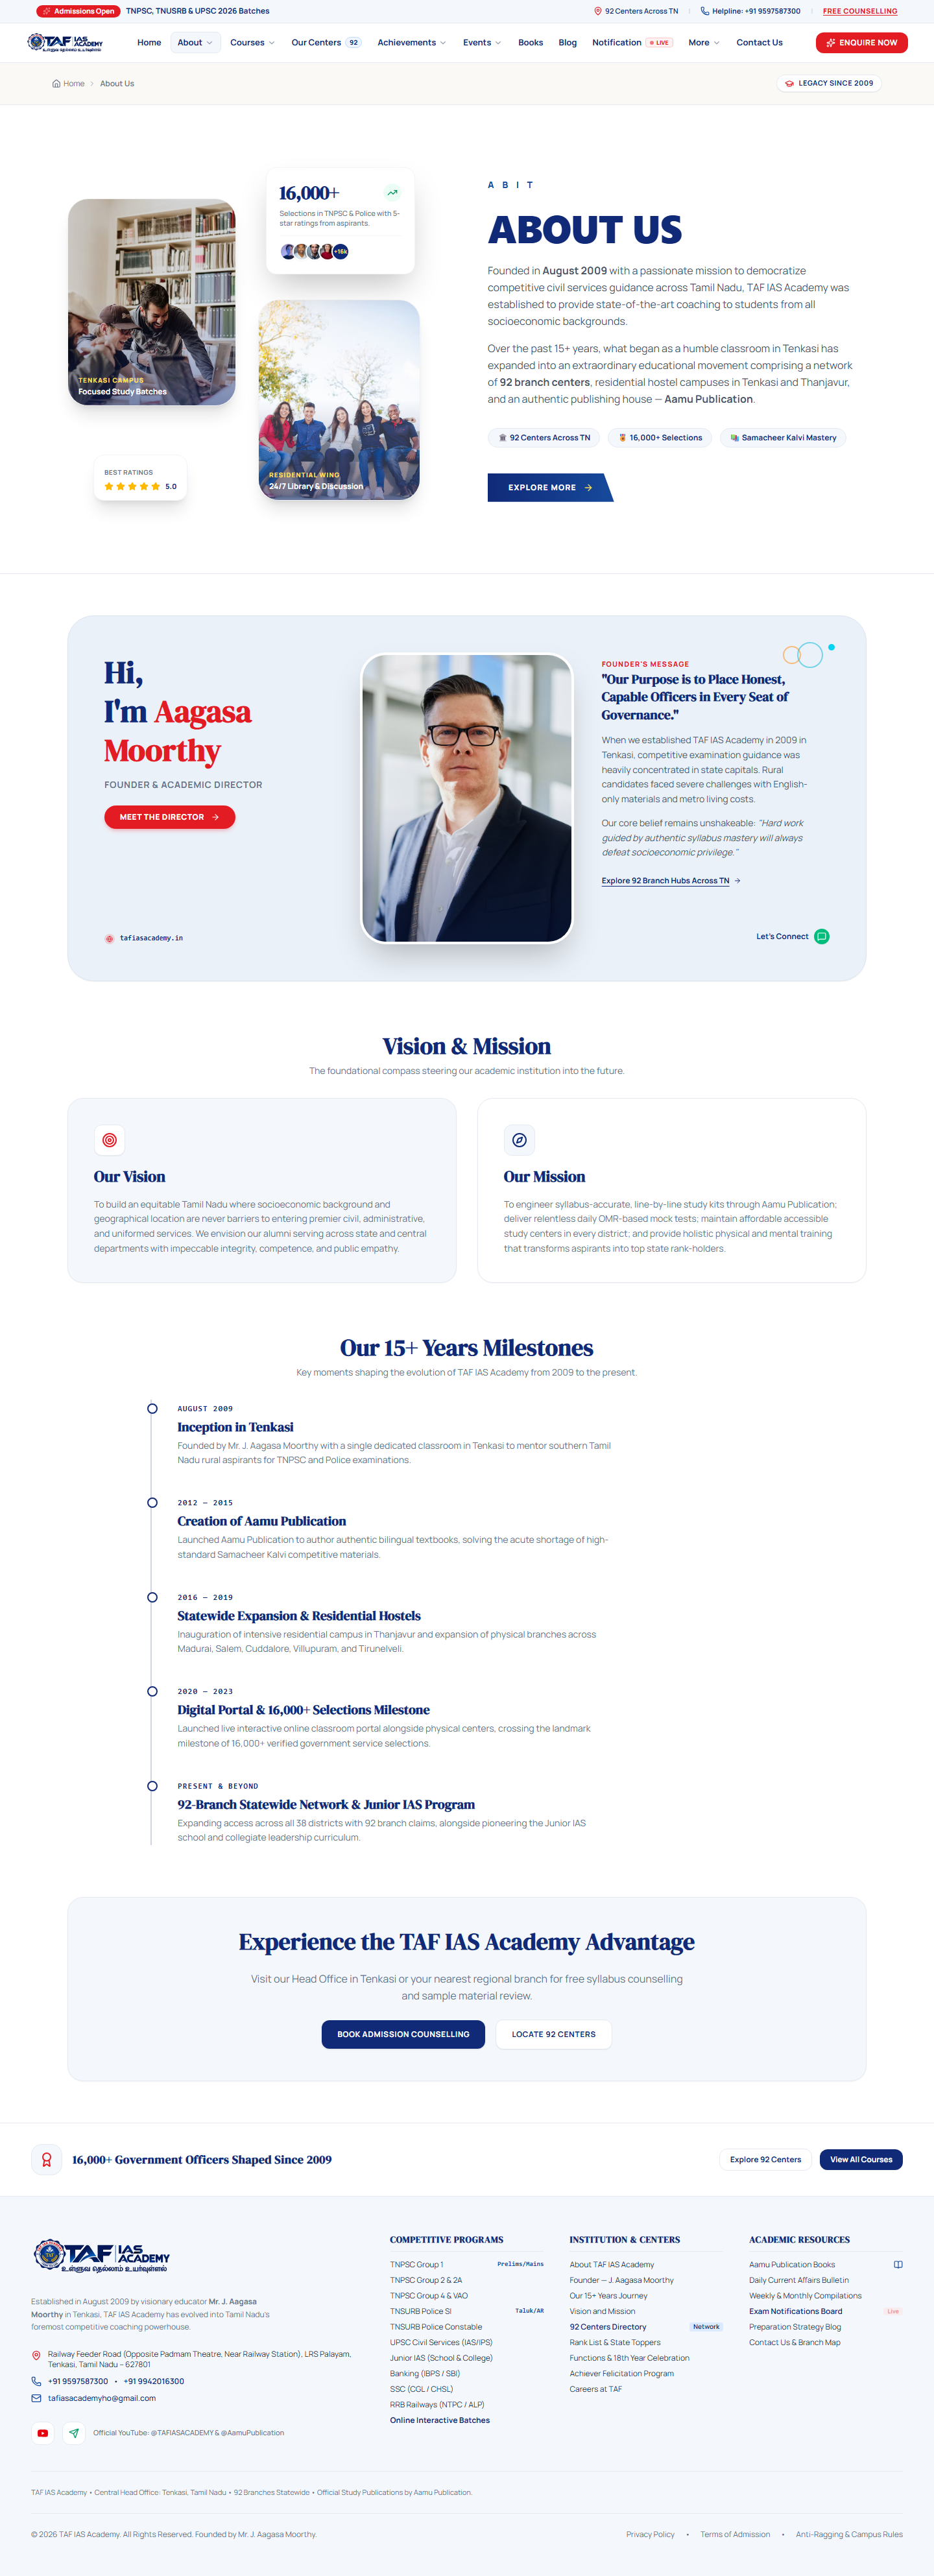 Admissions Open TNPSC, TNUSRB & UPSC 2026 Batches
92 Centers Across TN
Helpline: +91 9597587300
FREE COUNSELLING
TAF IAS ACADEMY
Home About Courses Our Centers 92 Achievements Events Books Blog Notification LIVE More Contact Us
ENQUIRE NOW
Home > About Us
LEGACY SINCE 2009
16,000+
Selections in TNPSC & Police with 5-
star ratings from aspirants.
+16k
TENKASI CAMPUS
Focused Study Batches
RESIDENTIAL WING
24/7 Library & Discussion
BEST RATINGS
5.0
ABIT
ABOUT US
Founded in August 2009 with a passionate mission to democratize
competitive civil services guidance across Tamil Nadu, TAF IAS Academy was
established to provide state-of-the-art coaching to students from all
socioeconomic backgrounds.
Over the past 15+ years, what began as a humble classroom in Tenkasi has
expanded into an extraordinary educational movement comprising a network
of 92 branch centers, residential hostel campuses in Tenkasi and Thanjavur,
and an authentic publishing house — Aamu Publication.
92 Centers Across TN
16,000+ Selections
Samacheer Kalvi Mastery
EXPLORE MORE
Hi,
I'm Aagasa
Moorthy
FOUNDER & ACADEMIC DIRECTOR
MEET THE DIRECTOR
tafiasacademy.in
FOUNDER'S MESSAGE
"Our Purpose is to Place Honest,
Capable Officers in Every Seat of
Governance."
When we established TAF IAS Academy in 2009 in
Tenkasi, competitive examination guidance was
heavily concentrated in state capitals. Rural
candidates faced severe challenges with English-
only materials and metro living costs.
Our core belief remains unshakeable: "Hard work
guided by authentic syllabus mastery will always
defeat socioeconomic privilege."
Explore 92 Branch Hubs Across TN
Let's Connect
Vision & Mission
The foundational compass steering our academic institution into the future.
Our Vision
To build an equitable Tamil Nadu where socioeconomic background and
geographical location are never barriers to entering premier civil, administrative,
and uniformed services. We envision our alumni serving across state and central
departments with impeccable integrity, competence, and public empathy.
Our Mission
To engineer syllabus-accurate, line-by-line study kits through Aamu Publication;
deliver relentless daily OMR-based mock tests; maintain affordable accessible
study centers in every district; and provide holistic physical and mental training
that transforms aspirants into top state rank-holders.
Our 15+ Years Milestones
Key moments shaping the evolution of TAF IAS Academy from 2009 to the present.
AUGUST 2009
Inception in Tenkasi
Founded by Mr. J. Aagasa Moorthy with a single dedicated classroom in Tenkasi to mentor southern Tamil
Nadu rural aspirants for TNPSC and Police examinations.
2012 – 2015
Creation of Aamu Publication
Launched Aamu Publication to author authentic bilingual textbooks, solving the acute shortage of high-
standard Samacheer Kalvi competitive materials.
2016 – 2019
Statewide Expansion & Residential Hostels
Inauguration of intensive residential campus in Thanjavur and expansion of physical branches across
Madurai, Salem, Cuddalore, Villupuram, and Tirunelveli.
2020 – 2023
Digital Portal & 16,000+ Selections Milestone
Launched live interactive online classroom portal alongside physical centers, crossing the landmark
milestone of 16,000+ verified government service selections.
PRESENT & BEYOND
92-Branch Statewide Network & Junior IAS Program
Expanding access across all 38 districts with 92 branch claims, alongside pioneering the Junior IAS
school and collegiate leadership curriculum.
Experience the TAF IAS Academy Advantage
Visit our Head Office in Tenkasi or your nearest regional branch for free syllabus counselling
and sample material review.
BOOK ADMISSION COUNSELLING
LOCATE 92 CENTERS
16,000+ Government Officers Shaped Since 2009
Explore 92 Centers
View All Courses
TAF IAS ACADEMY
உள்ளுவ தெல்லாம் உயர்வுள்ளல்
Established in August 2009 by visionary educator Mr. J. Aagasa
Moorthy in Tenkasi, TAF IAS Academy has evolved into Tamil Nadu's
foremost competitive coaching powerhouse.
Railway Feeder Road (Opposite Padmam Theatre, Near Railway Station), LRS Palayam,
Tenkasi, Tamil Nadu – 627801
+91 9597587300 • +91 9942016300
tafiasacademyho@gmail.com
Official YouTube: @TAFIASACADEMY & @AamuPublication
COMPETITIVE PROGRAMS
TNPSC Group 1 Prelims/Mains
TNPSC Group 2 & 2A
TNPSC Group 4 & VAO
TNSURB Police SI Taluk/AR
TNSURB Police Constable
UPSC Civil Services (IAS/IPS)
Junior IAS (School & College)
Banking (IBPS / SBI)
SSC (CGL / CHSL)
RRB Railways (NTPC / ALP)
Online Interactive Batches
INSTITUTION & CENTERS
About TAF IAS Academy
Founder — J. Aagasa Moorthy
Our 15+ Years Journey
Vision and Mission
92 Centers Directory Network
Rank List & State Toppers
Functions & 18th Year Celebration
Achiever Felicitation Program
Careers at TAF
ACADEMIC RESOURCES
Aamu Publication Books
Daily Current Affairs Bulletin
Weekly & Monthly Compilations
Exam Notifications Board Live
Preparation Strategy Blog
Contact Us & Branch Map
TAF IAS Academy • Central Head Office: Tenkasi, Tamil Nadu • 92 Branches Statewide • Official Study Publications by Aamu Publication.
© 2026 TAF IAS Academy. All Rights Reserved. Founded by Mr. J. Aagasa Moorthy.
Privacy Policy • Terms of Admission • Anti-Ragging & Campus Rules